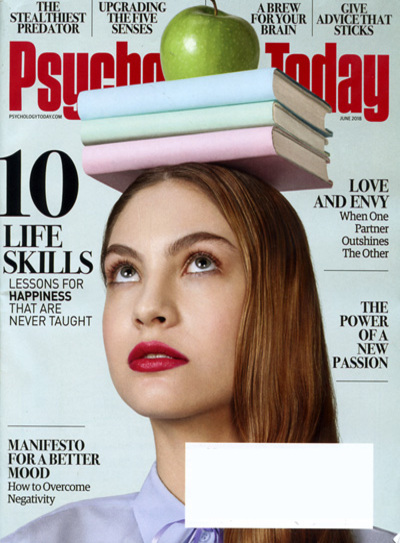 THE
STEALTHIEST
PREDATOR
UPGRADING
THE FIVE
SENSES
A BREW
FOR YOUR
BRAIN
GIVE
ADVICE THAT
STICKS
Psycho Today
PSYCHOLOGYTODAY.COM
JUNE 2018
10
LIFE
SKILLS
LESSONS FOR
HAPPINESS
THAT ARE
NEVER TAUGHT
LOVE
AND ENVY
When One
Partner
Outshines
The Other
THE
POWER
OF A
NEW
PASSION
MANIFESTO
FOR A BETTER
MOOD
How to Overcome
Negativity